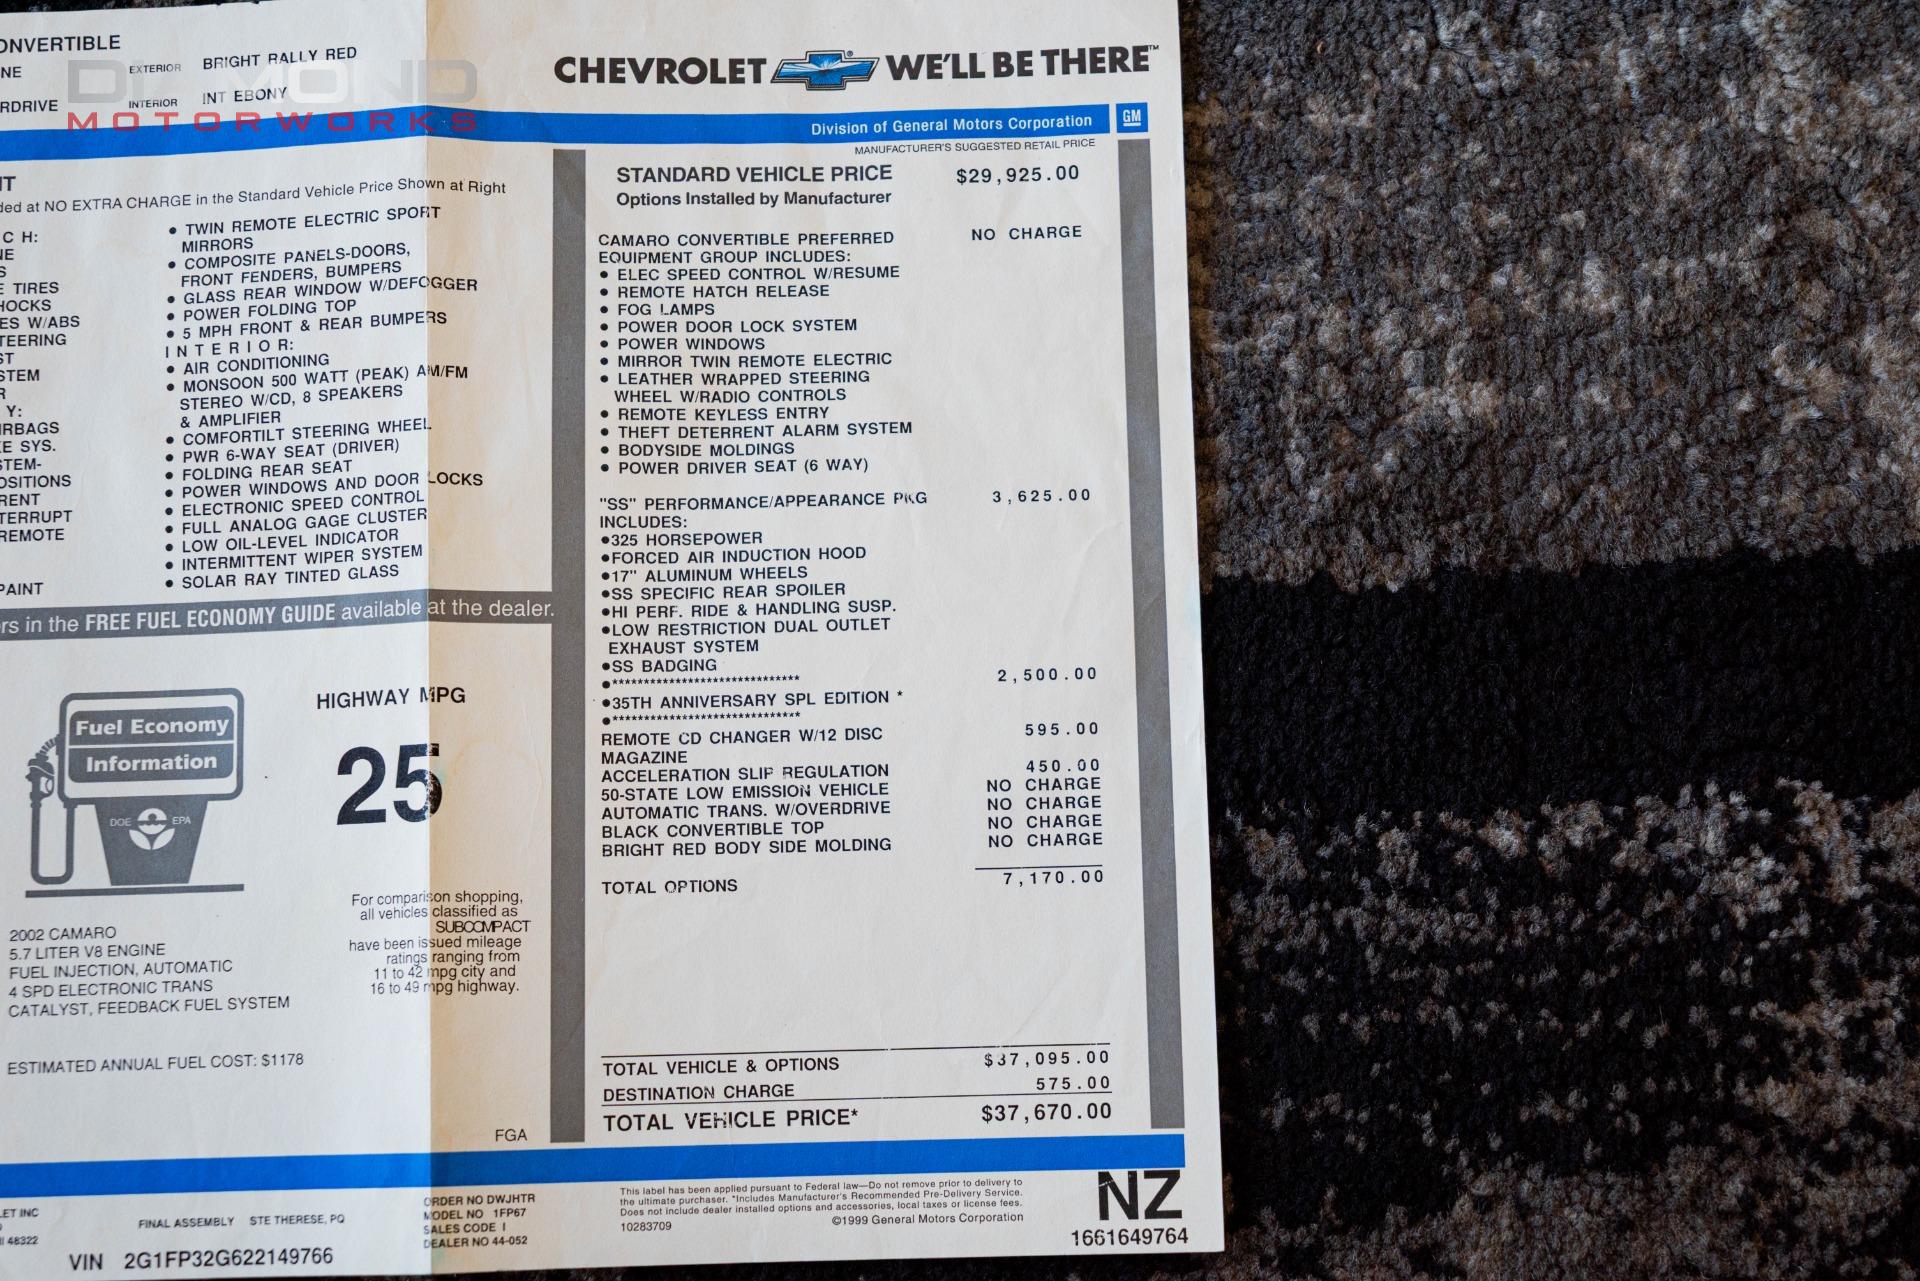 ONVERTIBLE
NE EXTERIOR BRIGHT RALLY RED
RDRIVE INTERIOR INT EBONY
DIAMOND
MOTORWORKS
CHEVROLET WE'LL BE THERE™
Division of General Motors Corporation GM
IT
ded at NO EXTRA CHARGE in the Standard Vehicle Price Shown at Right
C H:
NE
S
E TIRES
HOCKS
ES W/ABS
TEERING
ST
STEM
R
Y:
IRBAGS
KE SYS.
STEM-
OSITIONS
RENT
TERRUPT
REMOTE
PAINT
• TWIN REMOTE ELECTRIC SPORT
MIRRORS
• COMPOSITE PANELS-DOORS,
FRONT FENDERS, BUMPERS
• GLASS REAR WINDOW W/DEFOGGER
• POWER FOLDING TOP
• 5 MPH FRONT & REAR BUMPERS
I N T E R I O R:
• AIR CONDITIONING
• MONSOON 500 WATT (PEAK) AM/FM
STEREO W/CD, 8 SPEAKERS
& AMPLIFIER
• COMFORTILT STEERING WHEEL
• PWR 6-WAY SEAT (DRIVER)
• FOLDING REAR SEAT
• POWER WINDOWS AND DOOR LOCKS
• ELECTRONIC SPEED CONTROL
• FULL ANALOG GAGE CLUSTER
• LOW OIL-LEVEL INDICATOR
• INTERMITTENT WIPER SYSTEM
• SOLAR RAY TINTED GLASS
ers in the FREE FUEL ECONOMY GUIDE available at the dealer.
Fuel Economy
Information
DOE EPA
HIGHWAY MPG
25
For comparison shopping,
all vehicles classified as
SUBCOMPACT
have been issued mileage
ratings ranging from
11 to 42 mpg city and
16 to 49 mpg highway.
2002 CAMARO
5.7 LITER V8 ENGINE
FUEL INJECTION, AUTOMATIC
4 SPD ELECTRONIC TRANS
CATALYST, FEEDBACK FUEL SYSTEM
ESTIMATED ANNUAL FUEL COST: $1178
FGA
MANUFACTURER'S SUGGESTED RETAIL PRICE
STANDARD VEHICLE PRICE $29,925.00
Options Installed by Manufacturer
CAMARO CONVERTIBLE PREFERRED NO CHARGE
EQUIPMENT GROUP INCLUDES:
• ELEC SPEED CONTROL W/RESUME
• REMOTE HATCH RELEASE
• FOG LAMPS
• POWER DOOR LOCK SYSTEM
• POWER WINDOWS
• MIRROR TWIN REMOTE ELECTRIC
• LEATHER WRAPPED STEERING
WHEEL W/RADIO CONTROLS
• REMOTE KEYLESS ENTRY
• THEFT DETERRENT ALARM SYSTEM
• BODYSIDE MOLDINGS
• POWER DRIVER SEAT (6 WAY)
"SS" PERFORMANCE/APPEARANCE PKG 3,625.00
INCLUDES:
•325 HORSEPOWER
•FORCED AIR INDUCTION HOOD
•17" ALUMINUM WHEELS
•SS SPECIFIC REAR SPOILER
•HI PERF. RIDE & HANDLING SUSP.
•LOW RESTRICTION DUAL OUTLET
EXHAUST SYSTEM
•SS BADGING
•****************************** 2,500.00
•35TH ANNIVERSARY SPL EDITION *
•******************************
REMOTE CD CHANGER W/12 DISC 595.00
MAGAZINE
ACCELERATION SLIP REGULATION 450.00
50-STATE LOW EMISSION VEHICLE NO CHARGE
AUTOMATIC TRANS. W/OVERDRIVE NO CHARGE
BLACK CONVERTIBLE TOP NO CHARGE
BRIGHT RED BODY SIDE MOLDING NO CHARGE
TOTAL OPTIONS 7,170.00
TOTAL VEHICLE & OPTIONS $37,095.00
DESTINATION CHARGE 575.00
TOTAL VEHICLE PRICE* $37,670.00
LET INC
48322
FINAL ASSEMBLY STE THERESE, PQ
VIN 2G1FP32G622149766
ORDER NO DWJHTR
MODEL NO 1FP67
SALES CODE I
DEALER NO 44-052
This label has been applied pursuant to Federal law—Do not remove prior to delivery to
the ultimate purchaser. *Includes Manufacturer's Recommended Pre-Delivery Service.
Does not include dealer installed options and accessories, local taxes or license fees.
10283709 ©1999 General Motors Corporation
NZ
1661649764